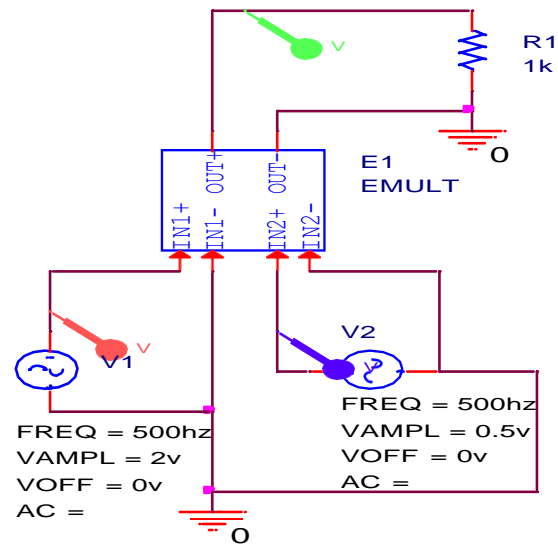 V
R1
1k
0
E1
EMULT
OUT+
OUT-
IN1+
IN1-
IN2+
IN2-
V
V1
V2
V
FREQ = 500hz
VAMPL = 2v
VOFF = 0v
AC =
FREQ = 500hz
VAMPL = 0.5v
VOFF = 0v
AC =
0